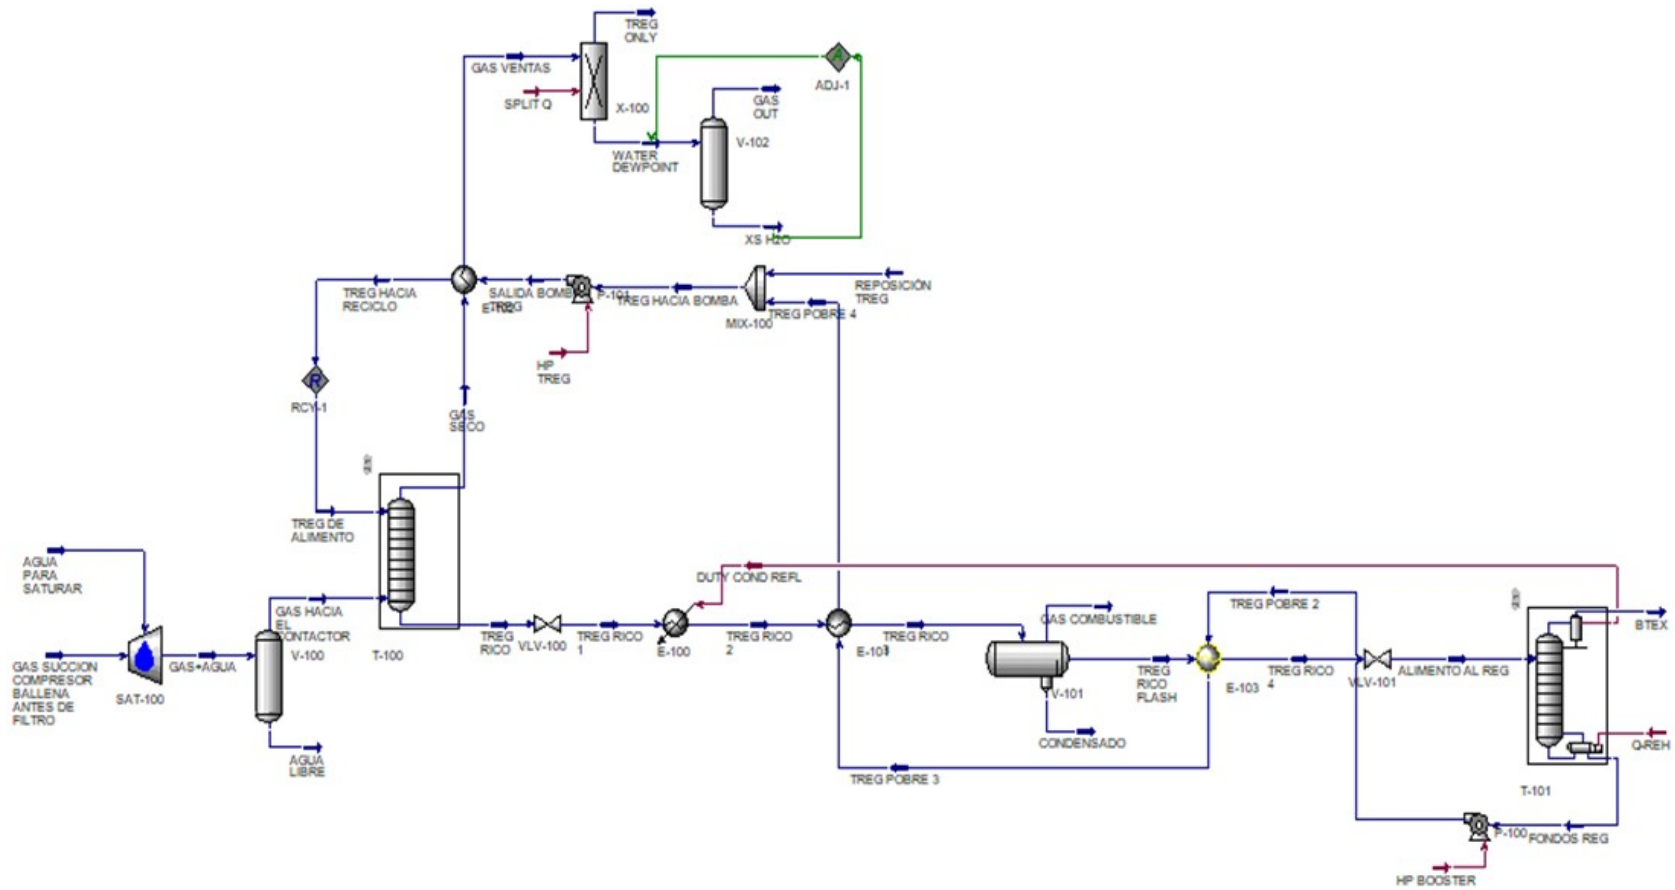 TREG
ONLY
GAS VENTAS
SPLIT Q
X-100
A
ADJ-1
GAS
OUT
V-102
WATER
DEWPOINT
XS H2O
TREG HACIA
RECICLO
SALIDA BOMB
TREG
E-102
P-101
TREG HACIA BOMBA
MIX-100
REPOSICIÓN
TREG
TREG POBRE 4
HP
TREG
R
RCY-1
GAS
SECO
TREG DE
ALIMENTO
AGUA
PARA
SATURAR
GAS HACIA
EL
CONTACTOR
V-100
T-100
GAS SUCCION
COMPRESOR
BALLENA
ANTES DE
FILTRO
GAS+AGUA
SAT-100
AGUA
LIBRE
TREG
RICO
VLV-100
TREG RICO
1
DUTY COND REFL
E-100
TREG RICO
2
E-101
TREG RICO
3
GAS COMBUSTIBLE
V-101
CONDENSADO
TREG
RICO
FLASH
TREG POBRE 2
E-103
TREG RICO
4
VLV-101
ALIMENTO AL REG
BTEX
Q-REH
T-101
TREG POBRE 3
P-100
FONDOS REG
HP BOOSTER